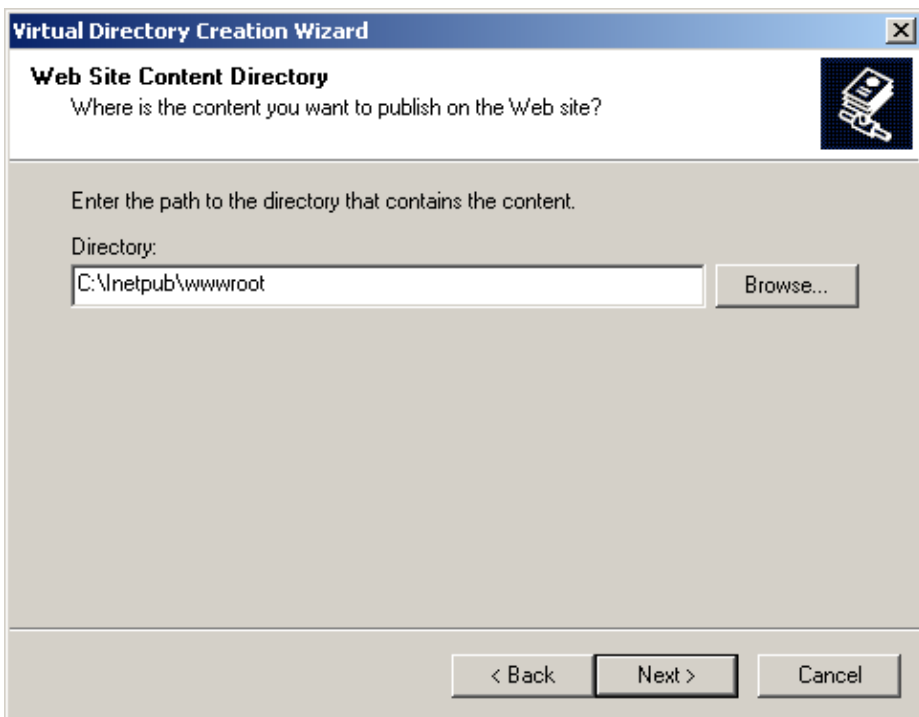 Virtual Directory Creation Wizard
Web Site Content Directory
Where is the content you want to publish on the Web site?
Enter the path to the directory that contains the content.
Directory:
C:\Inetpub\wwwroot
Browse...
< Back
Next >
Cancel